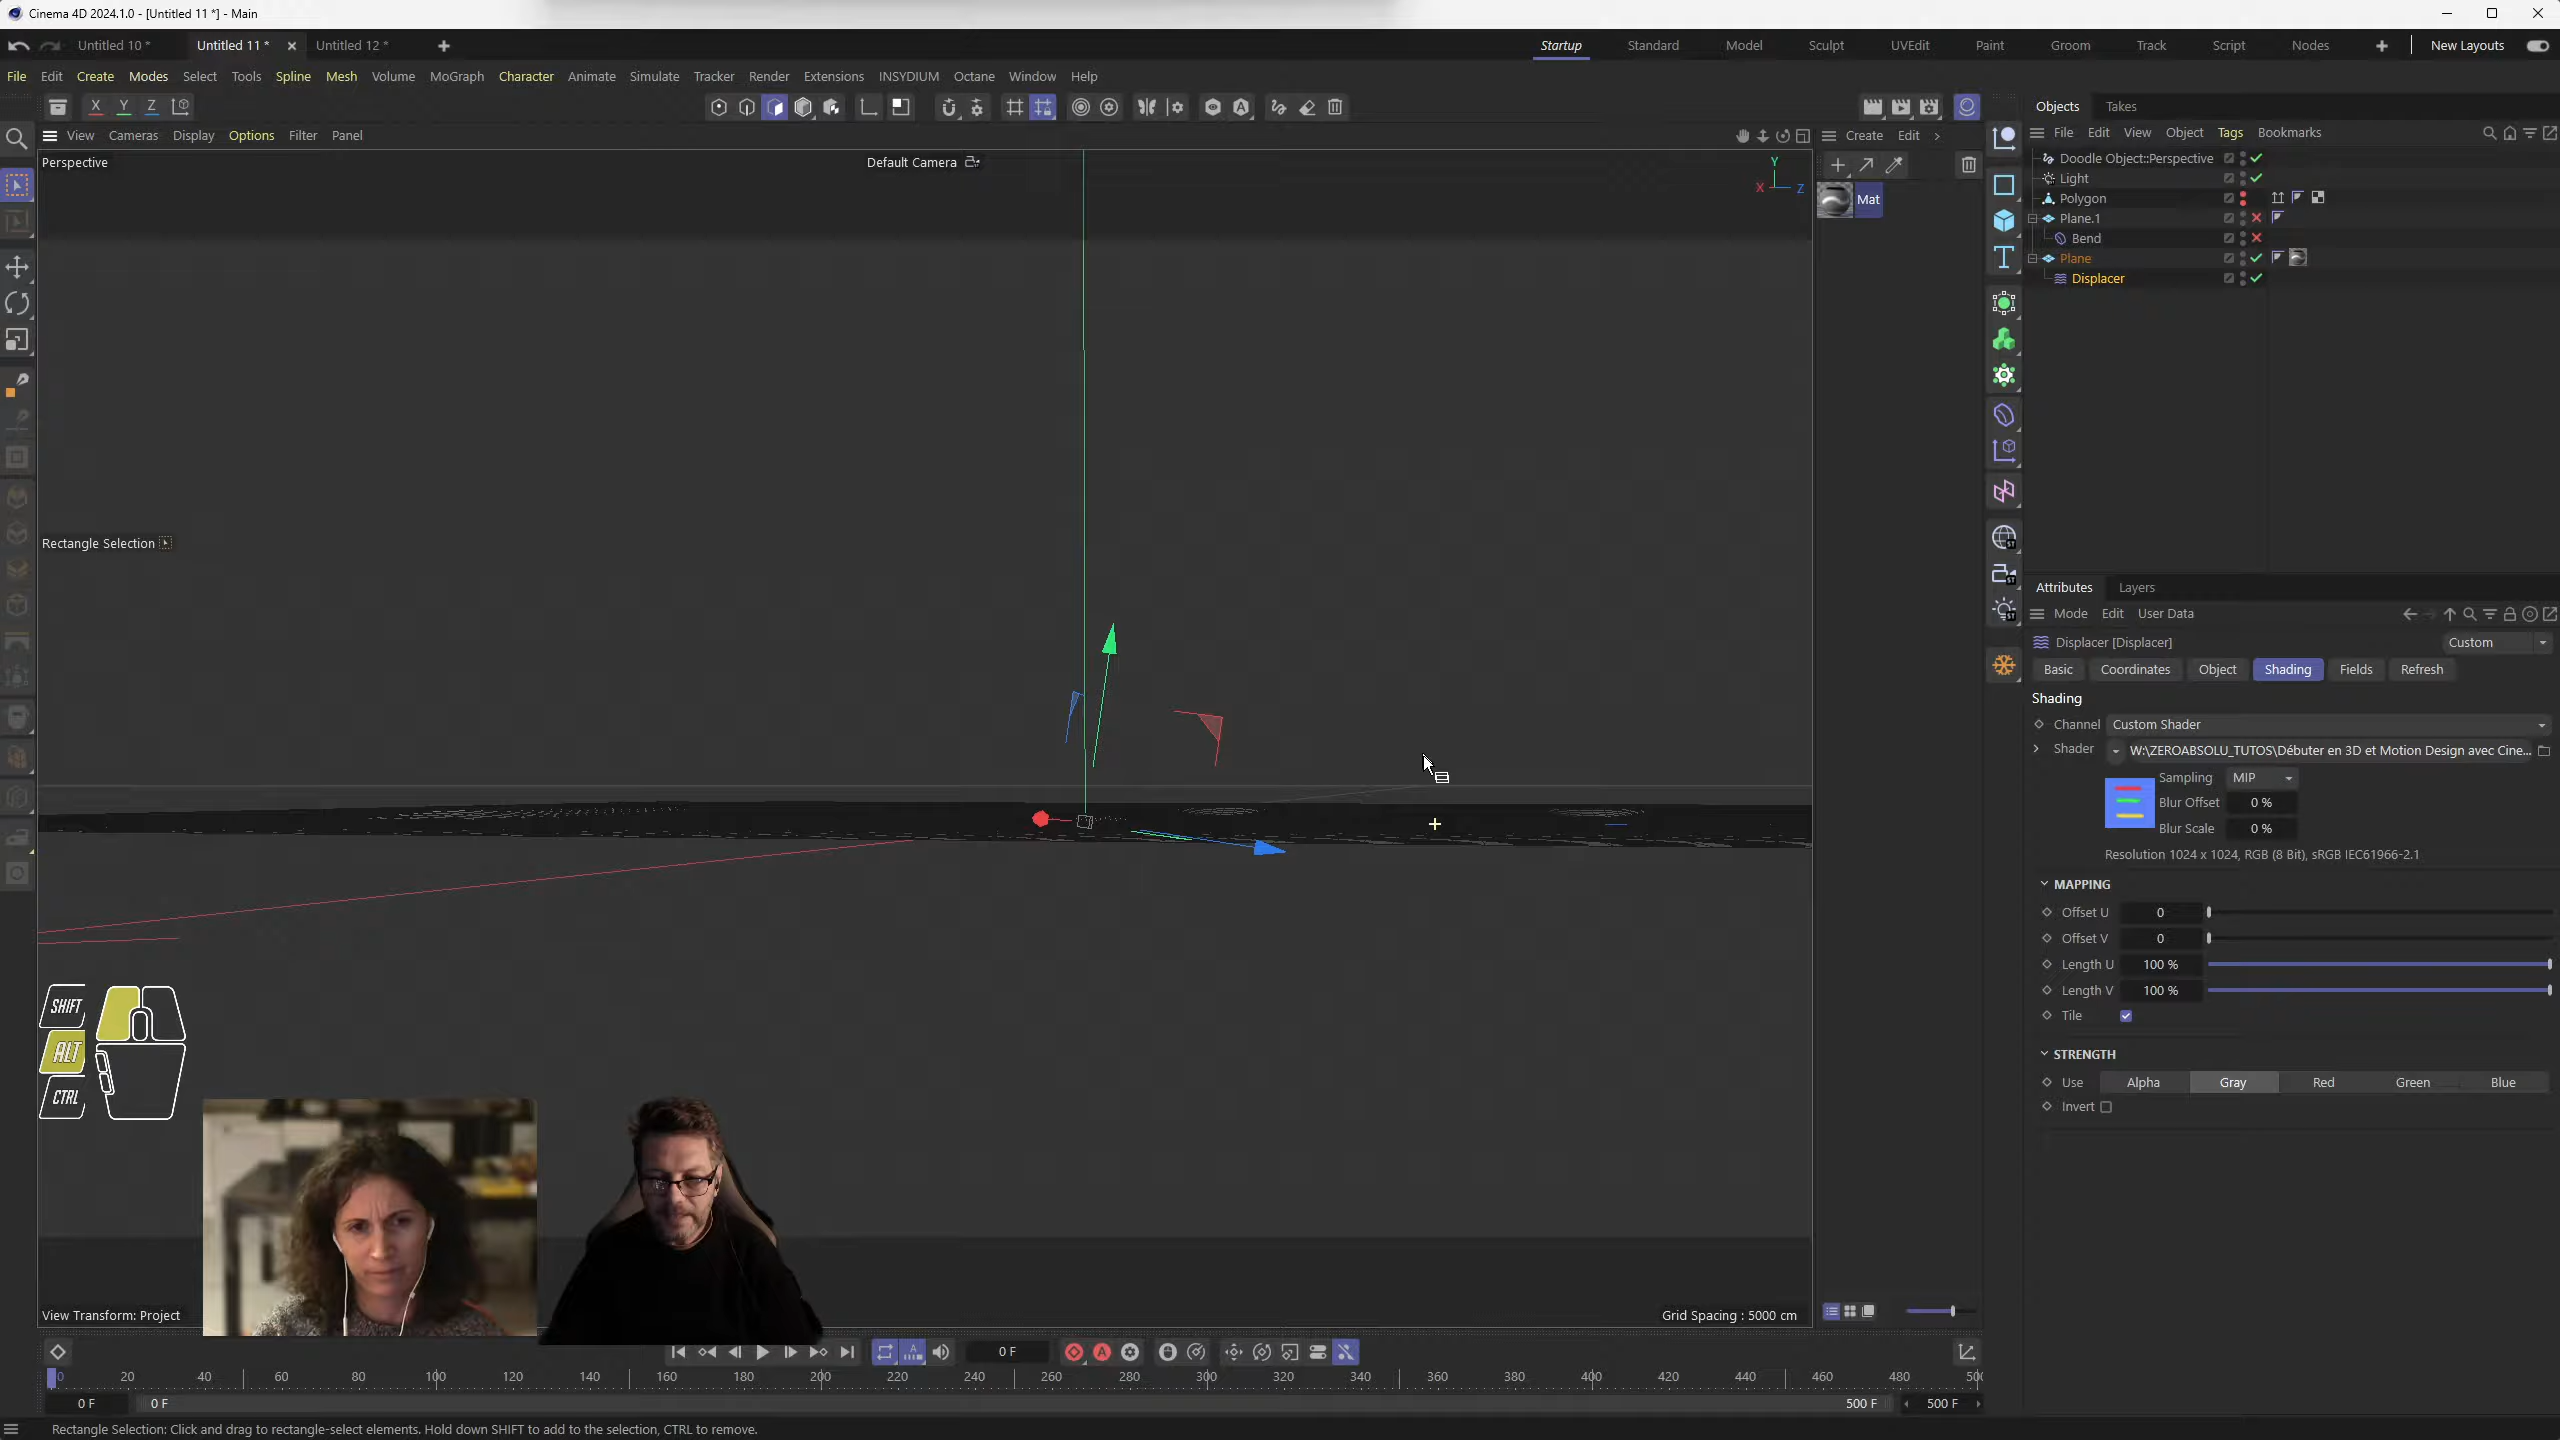 Cinema 4D 2024.1.0 - [Untitled 11 *] - Main
Untitled 10 *
Untitled 11 *
Untitled 12 *
Startup
Standard
Model
Sculpt
UVEdit
Paint
Groom
Track
Script
Nodes
New Layouts
File Edit Create Modes Select Tools Spline Mesh Volume MoGraph Character Animate Simulate Tracker Render Extensions INSYDIUM Octane Window Help
X Y Z
View Cameras Display Options Filter Panel
Create Edit
Perspective
Default Camera
Y
X Z
Mat
Rectangle Selection
SHIFT
ALT
CTRL
View Transform: Project
Grid Spacing : 5000 cm
Objects Takes
File Edit View Object Tags Bookmarks
Doodle Object::Perspective
Light
Polygon
Plane.1
Bend
Plane
Displacer
Attributes Layers
Mode Edit User Data
Displacer [Displacer]
Custom
Basic Coordinates Object Shading Fields Refresh
Shading
Channel Custom Shader
Shader W:\ZEROABSOLU_TUTOS\Débuter en 3D et Motion Design avec Cine...
Sampling MIP
Blur Offset 0 %
Blur Scale 0 %
Resolution 1024 x 1024, RGB (8 Bit), sRGB IEC61966-2.1
MAPPING
Offset U 0
Offset V 0
Length U 100 %
Length V 100 %
Tile
STRENGTH
Use Alpha Gray Red Green Blue
Invert
0 F
0 20 40 60 80 100 120 140 160 180 200 220 240 260 280 300 320 340 360 380 400 420 440 460 480 500
0 F 0 F 500 F 500 F
Rectangle Selection: Click and drag to rectangle-select elements. Hold down SHIFT to add to the selection, CTRL to remove.